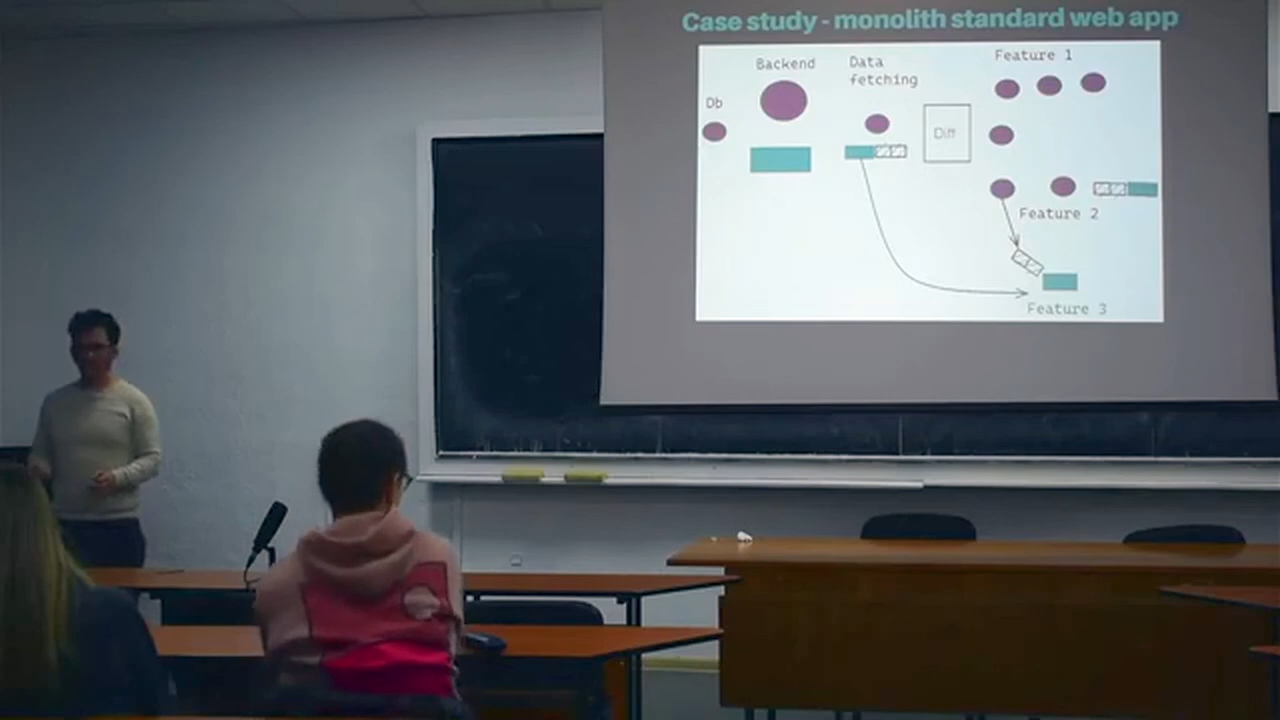 Case study - monolith standard web app
Backend
Data
fetching
Feature 1
Db
Diff
Feature 2
Feature 3